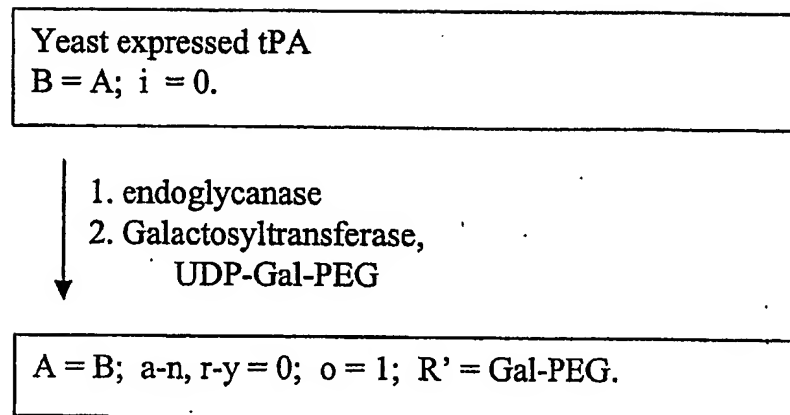 Yeast expressed tPA
B = A; i = 0.
1. endoglycanase
2. Galactosyltransferase,
UDP-Gal-PEG
A = B; a-n, r-y = 0; o = 1; R' = Gal-PEG.